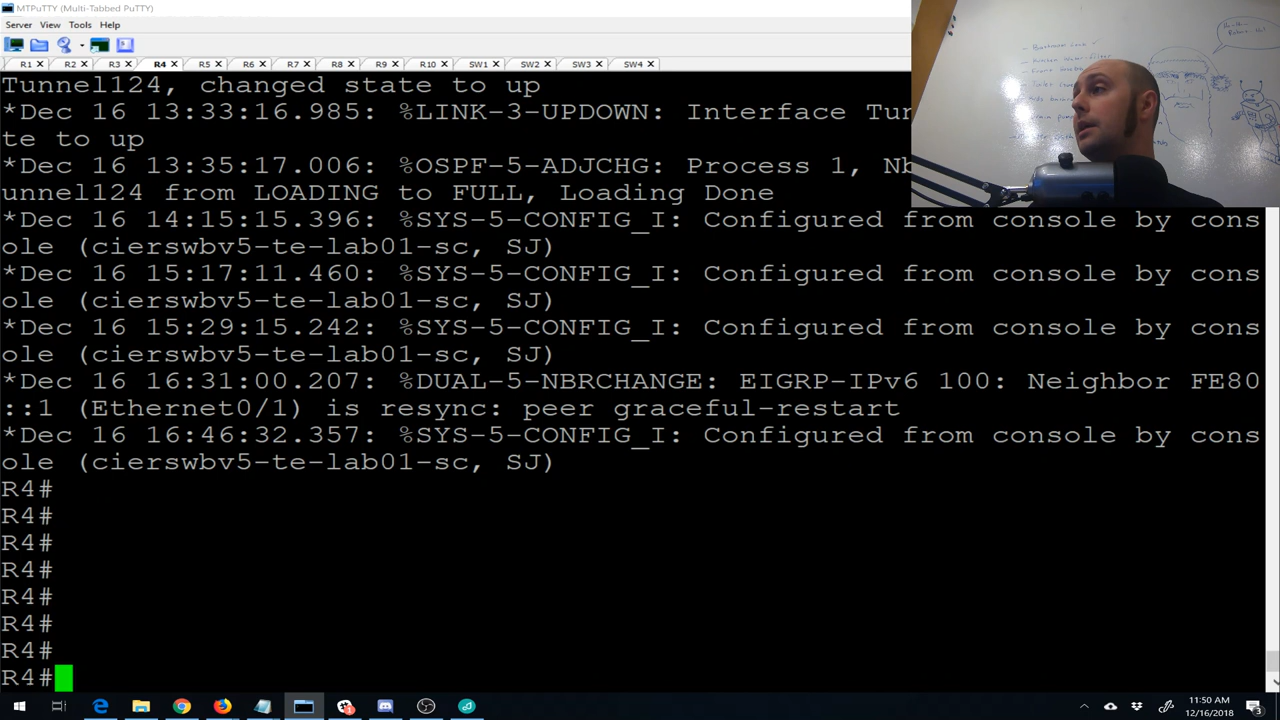 MTPuTTY (Multi-Tabbed PuTTY)
Server View Tools Help
R1 R2 R3 R4 R5 R6 R7 R8 R9 R10 SW1 SW2 SW3 SW4
Tunnel124, changed state to up
*Dec 16 13:33:16.985: %LINK-3-UPDOWN: Interface Tun
te to up
*Dec 16 13:35:17.006: %OSPF-5-ADJCHG: Process 1, Nb
unnel124 from LOADING to FULL, Loading Done
*Dec 16 14:15:15.396: %SYS-5-CONFIG_I: Configured from console by cons
ole (cierswbv5-te-lab01-sc, SJ)
*Dec 16 15:17:11.460: %SYS-5-CONFIG_I: Configured from console by cons
ole (cierswbv5-te-lab01-sc, SJ)
*Dec 16 15:29:15.242: %SYS-5-CONFIG_I: Configured from console by cons
ole (cierswbv5-te-lab01-sc, SJ)
*Dec 16 16:31:00.207: %DUAL-5-NBRCHANGE: EIGRP-IPv6 100: Neighbor FE80
::1 (Ethernet0/1) is resync: peer graceful-restart
*Dec 16 16:46:32.357: %SYS-5-CONFIG_I: Configured from console by cons
ole (cierswbv5-te-lab01-sc, SJ)
R4#
R4#
R4#
R4#
R4#
R4#
R4#
R4#
11:50 AM
12/16/2018
3